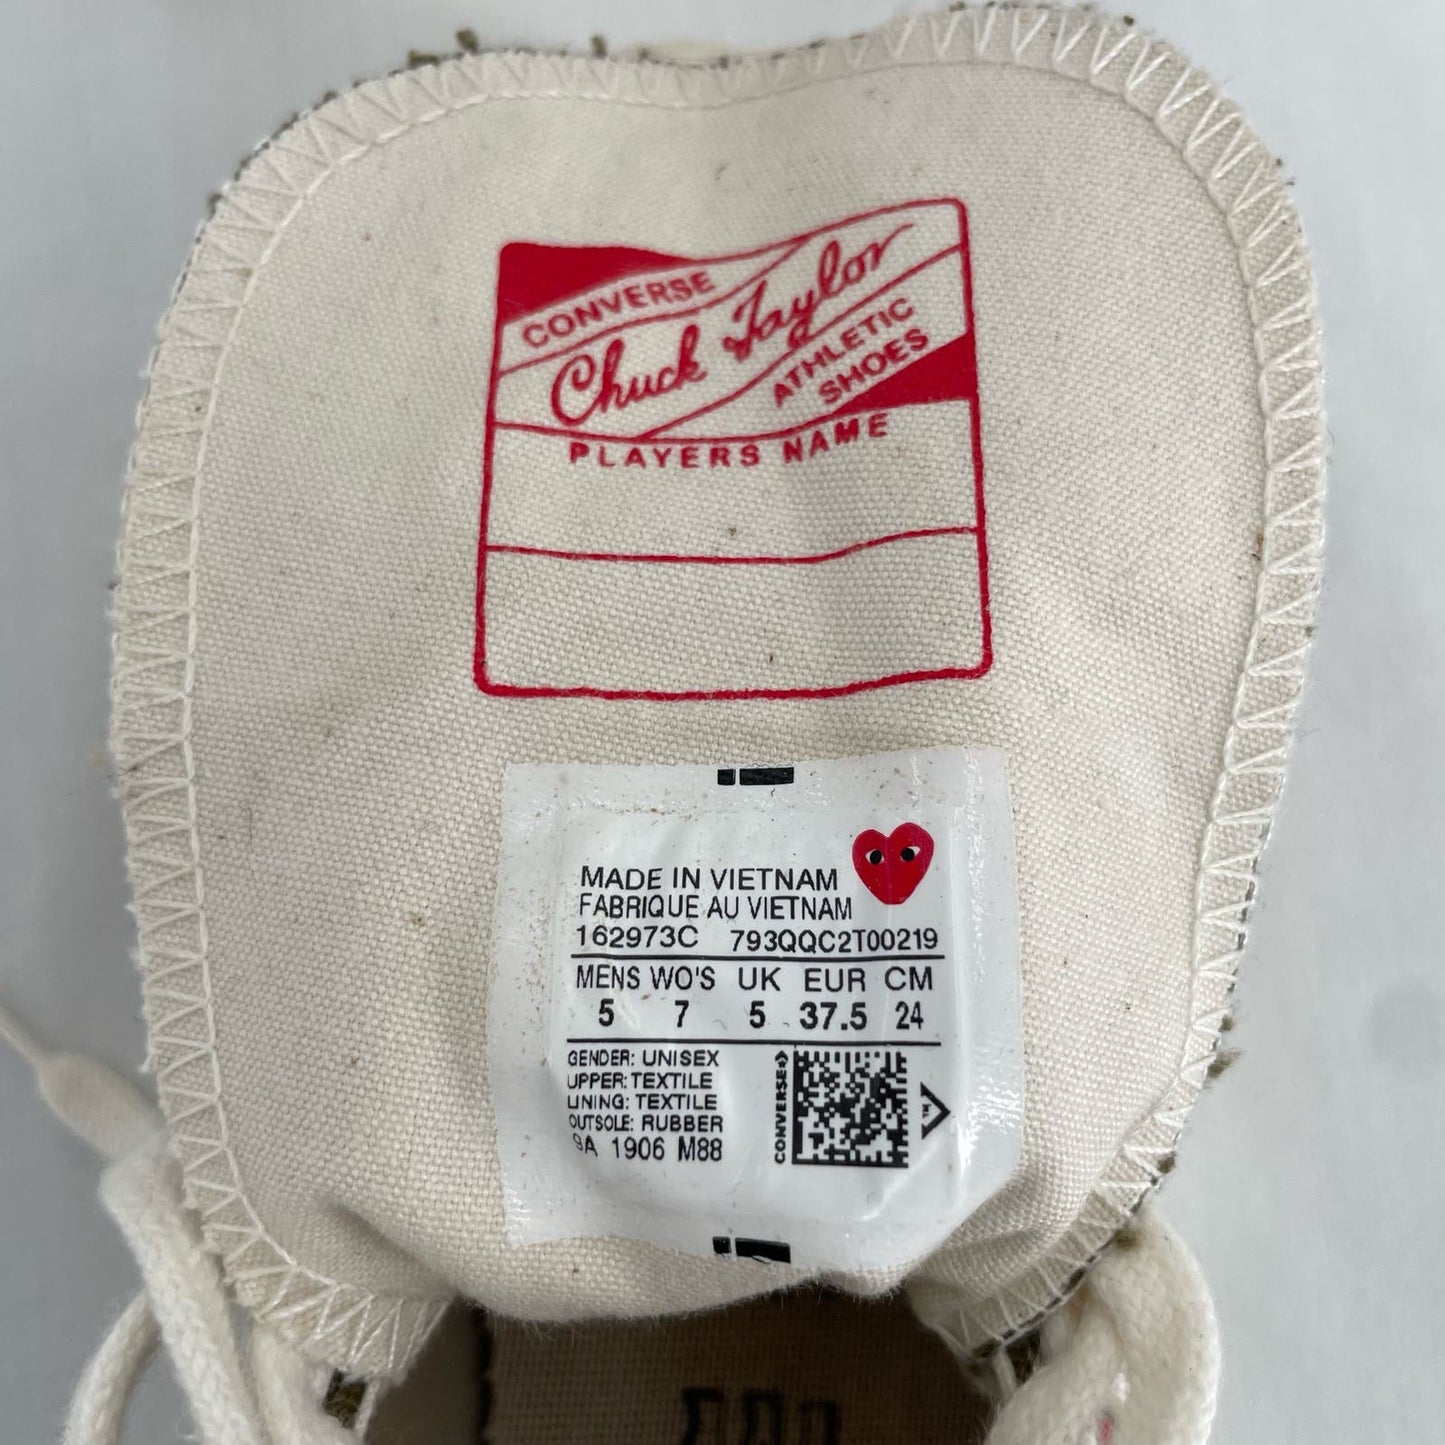 CONVERSE
Chuck Taylor
ATHLETIC
SHOES
PLAYERS NAME
MADE IN VIETNAM
FABRIQUE AU VIETNAM
162973C 793QQC2T00219
MENS WO'S UK EUR CM
5 7 5 37.5 24
GENDER: UNISEX
UPPER: TEXTILE
LINING: TEXTILE
OUTSOLE: RUBBER
9A 1906 M88
CONVERSE
TM